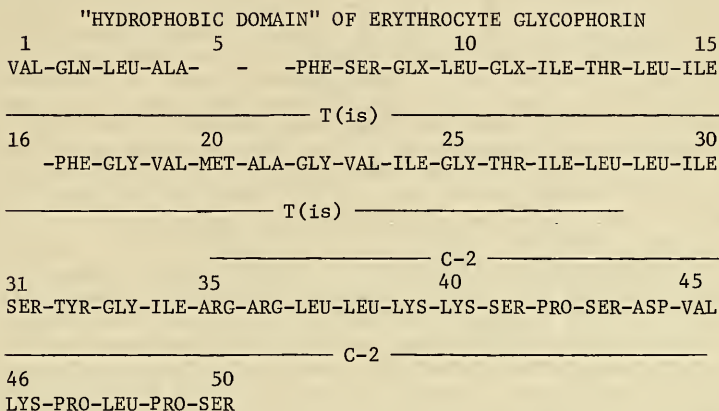 "HYDROPHOBIC DOMAIN" OF ERYTHROCYTE GLYCOPHORIN
1 5 10 15
VAL-GLN-LEU-ALA- - -PHE-SER-GLX-LEU-GLX-ILE-THR-LEU-ILE
T(is)
16 20 25 30
-PHE-GLY-VAL-MET-ALA-GLY-VAL-ILE-GLY-THR-ILE-LEU-LEU-ILE
T(is)
C-2
31 35 40 45
SER-TYR-GLY-ILE-ARG-ARG-LEU-LEU-LYS-LYS-SER-PRO-SER-ASP-VAL
C-2
46 50
LYS-PRO-LEU-PRO-SER